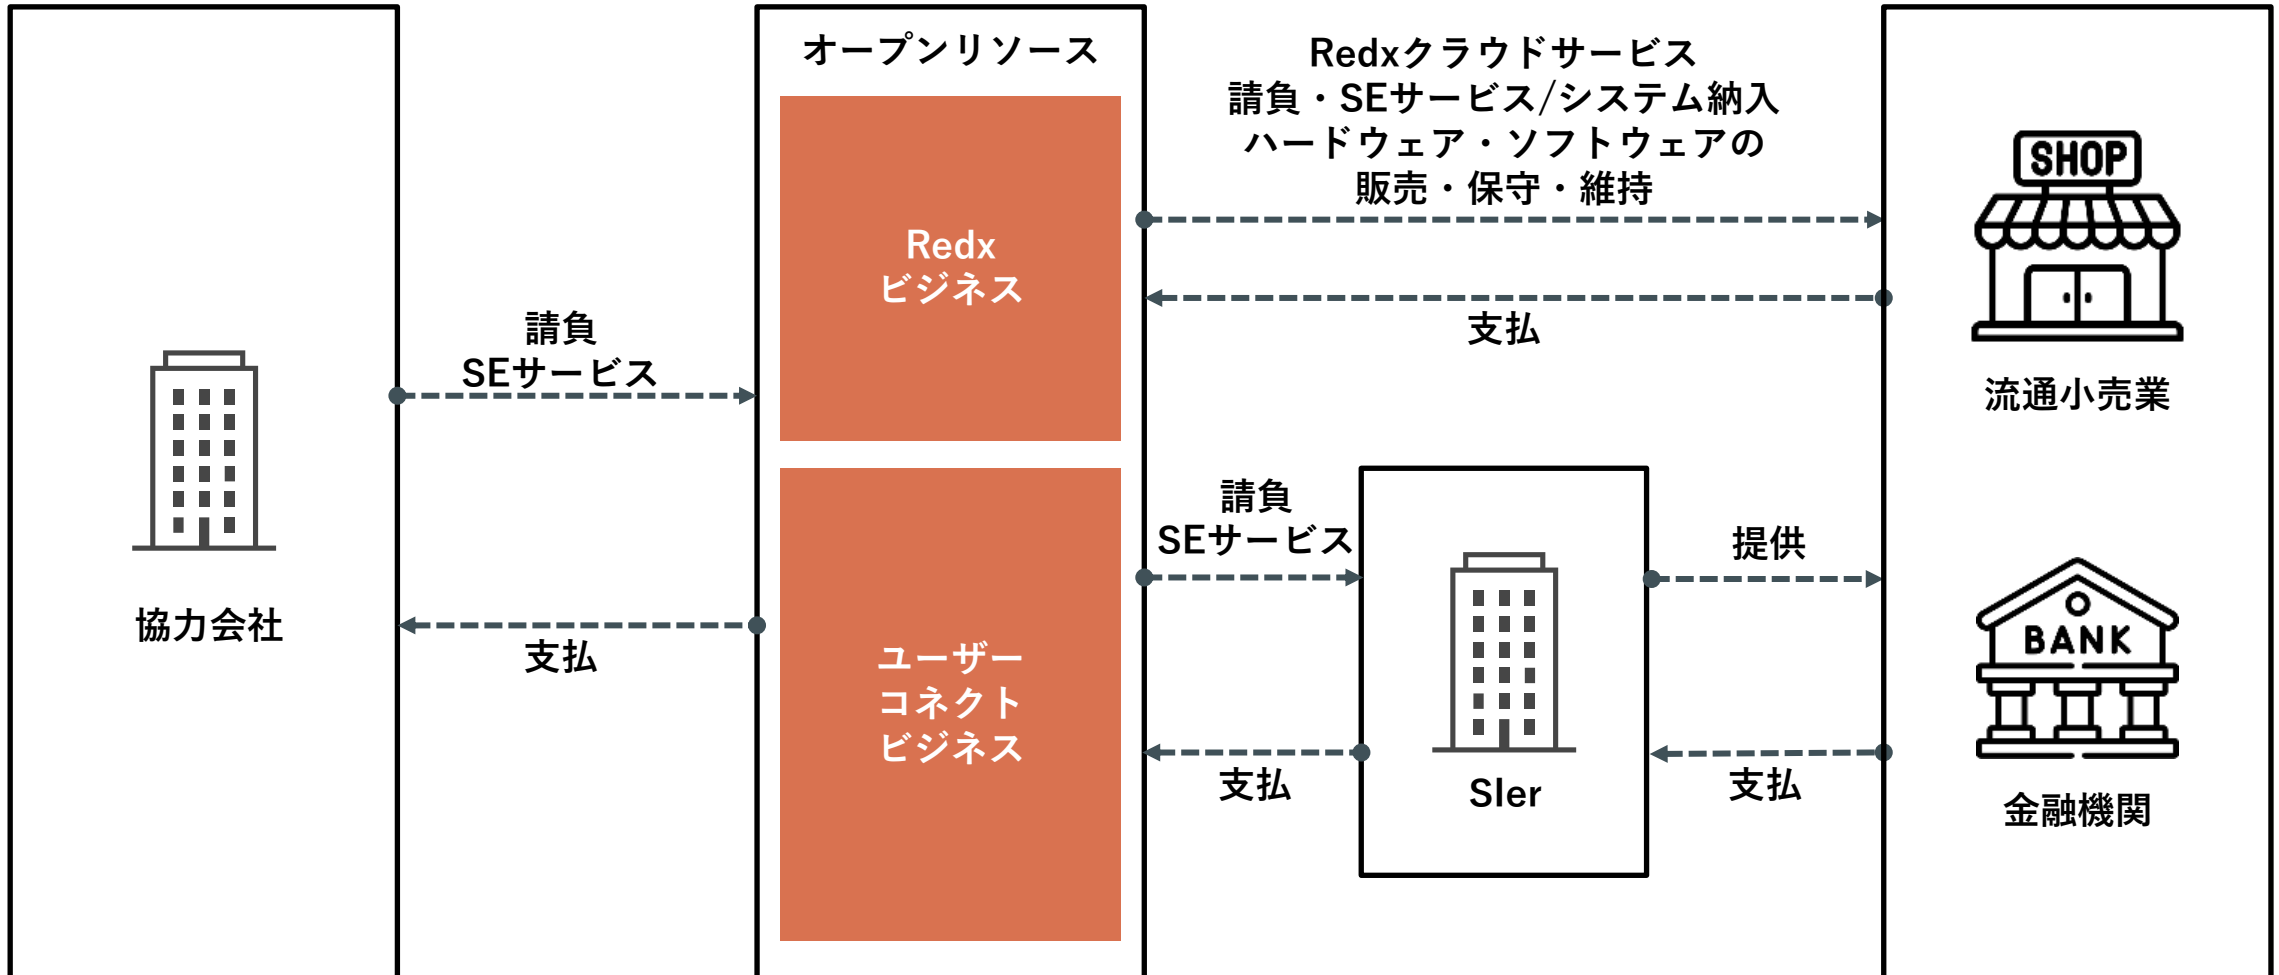 オープンリソース
Redxクラウドサービス
請負・SEサービス/システム納入
ハードウェア・ソフトウェアの
販売・保守・維持
SHOP
Redx
ビジネス
支払
請負
SEサービス
流通小売業
請負
SEサービス
提供
協力会社
支払
BANK
ユーザー
コネクト
ビジネス
支払
SIer
支払
金融機関